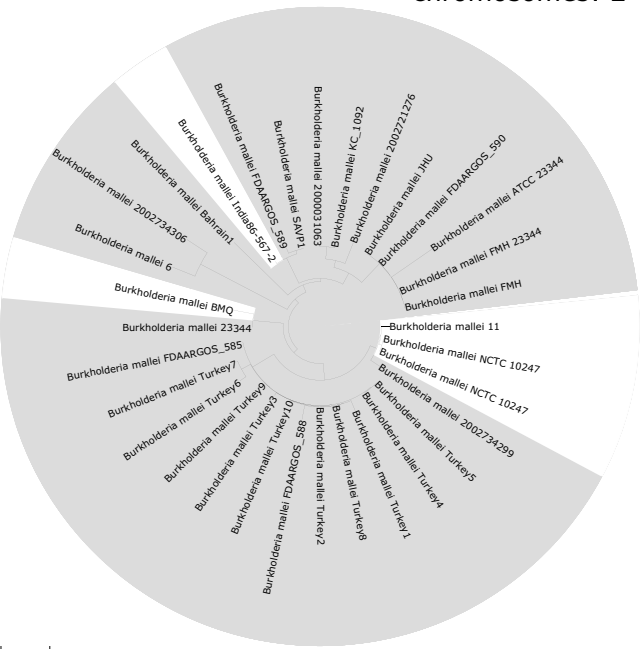 Burkholderia mallei FDAARGOS_589
Burkholderia mallei SAVP1
Burkholderia mallei 2000031063
Burkholderia mallei KC_1092
Burkholderia mallei 2002721276
Burkholderia mallei JHU
Burkholderia mallei FDAARGOS_590
Burkholderia mallei ATCC 23344
Burkholderia mallei FMH 23344
Burkholderia mallei FMH
Burkholderia mallei 11
Burkholderia mallei NCTC 10247
Burkholderia mallei NCTC 10247
Burkholderia mallei 2002734299
Burkholderia mallei Turkey5
Burkholderia mallei Turkey4
Burkholderia mallei Turkey1
Burkholderia mallei Turkey8
Burkholderia mallei Turkey2
Burkholderia mallei FDAARGOS_588
Burkholderia mallei Turkey10
Burkholderia mallei Turkey3
Burkholderia mallei Turkey9
Burkholderia mallei Turkey6
Burkholderia mallei Turkey7
Burkholderia mallei FDAARGOS_585
Burkholderia mallei 23344
Burkholderia mallei BMQ
Burkholderia mallei 6
Burkholderia mallei 2002734306
Burkholderia mallei Bahrain1
Burkholderia mallei India86-567-2